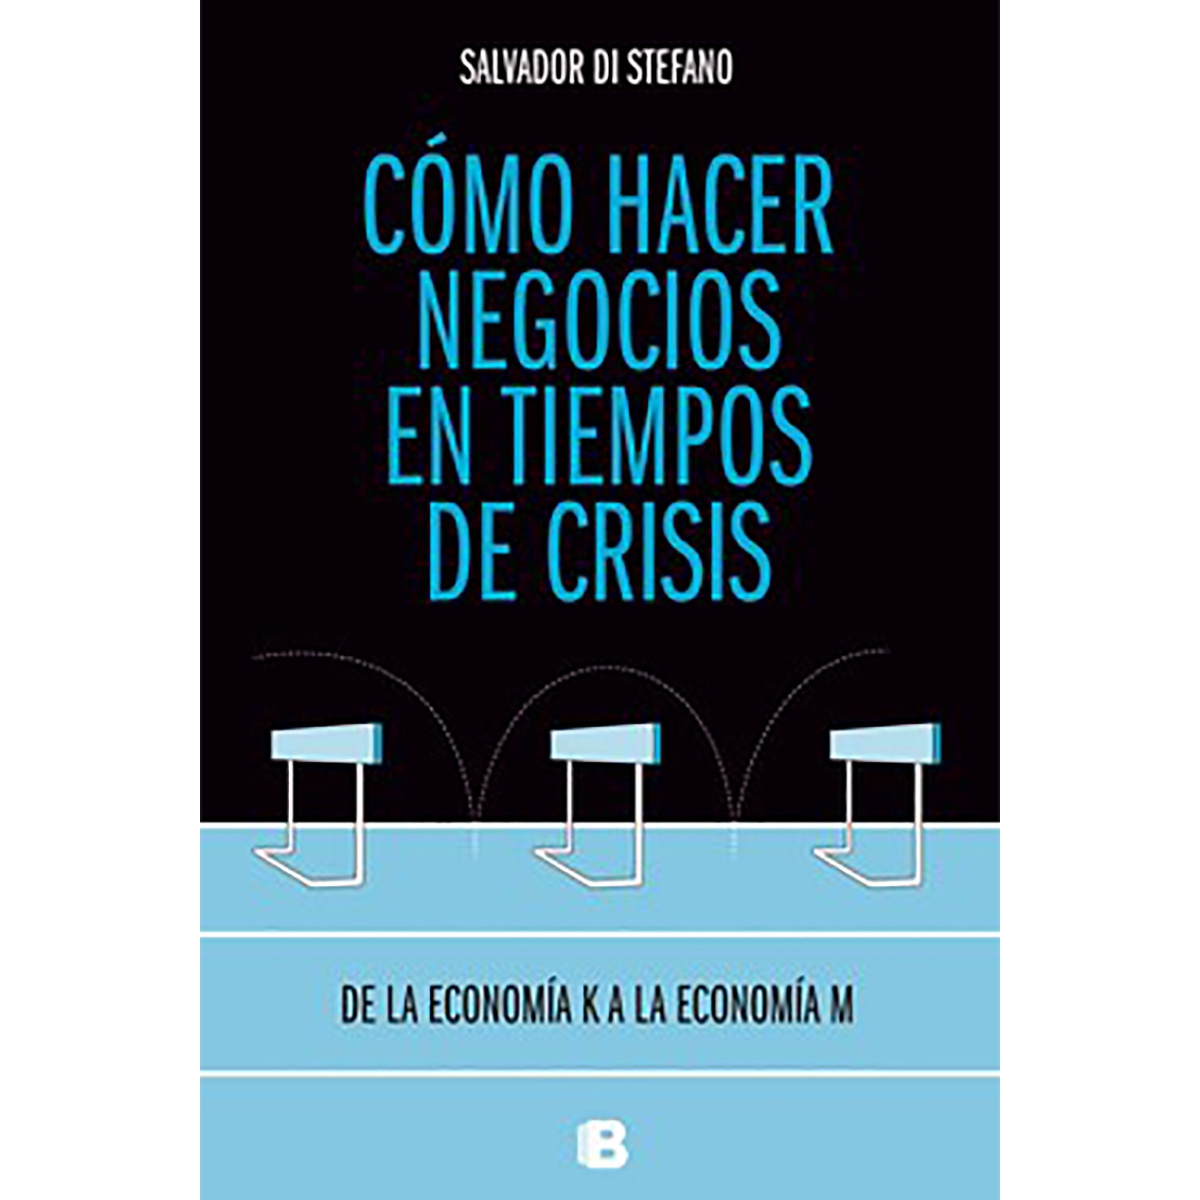 SALVADOR DI STEFANO
CÓMO HACER
NEGOCIOS
EN TIEMPOS
DE CRISIS
DE LA ECONOMÍA K A LA ECONOMÍA M
B